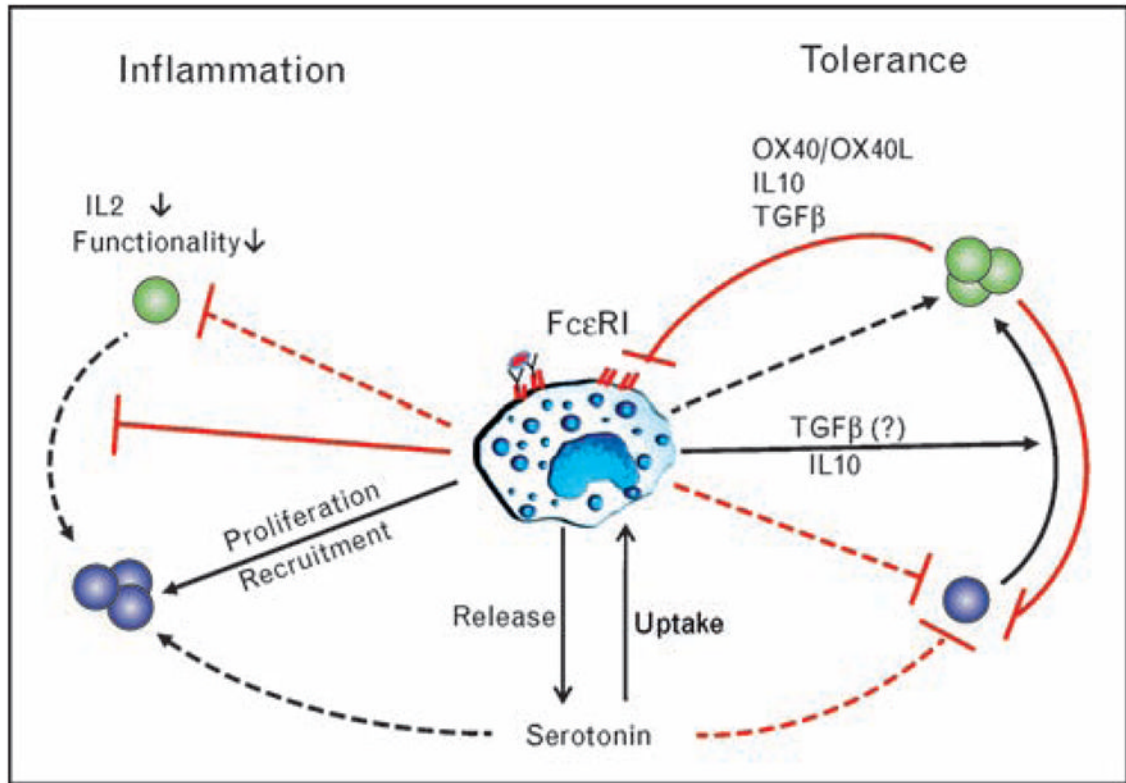 Inflammation
Tolerance
OX40/OX40L
IL10
TGFβ
IL2 ↓
Functionality ↓
FcεRI
TGFβ (?)
IL10
Proliferation
Recruitment
Release
Uptake
Serotonin